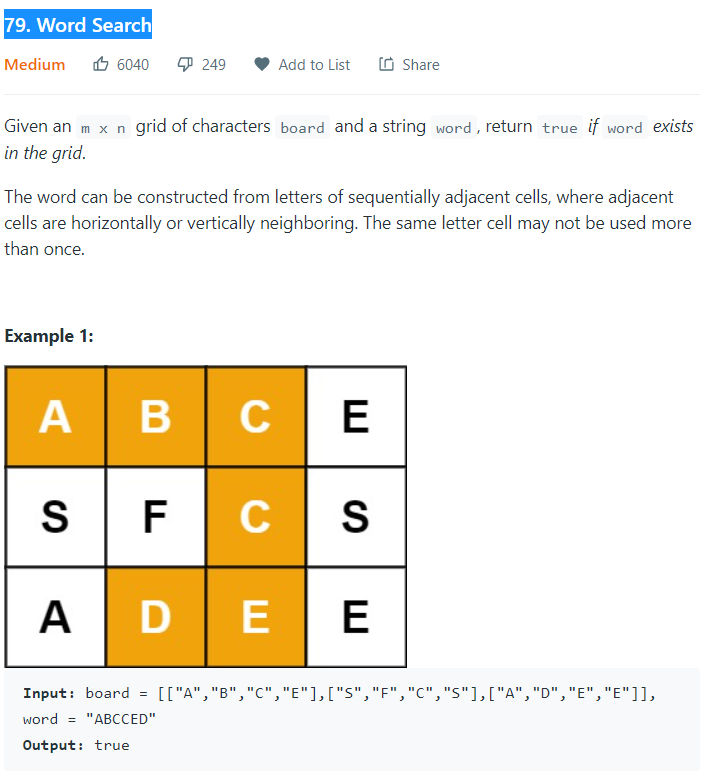 79. Word Search
Medium 6040 249 Add to List Share
Given an m x n grid of characters board and a string word , return true if word exists
in the grid.
The word can be constructed from letters of sequentially adjacent cells, where adjacent
cells are horizontally or vertically neighboring. The same letter cell may not be used more
than once.
Example 1:
A B C E
S F C S
A D E E
Input: board = [["A","B","C","E"],["S","F","C","S"],["A","D","E","E"]],
word = "ABCCED"
Output: true